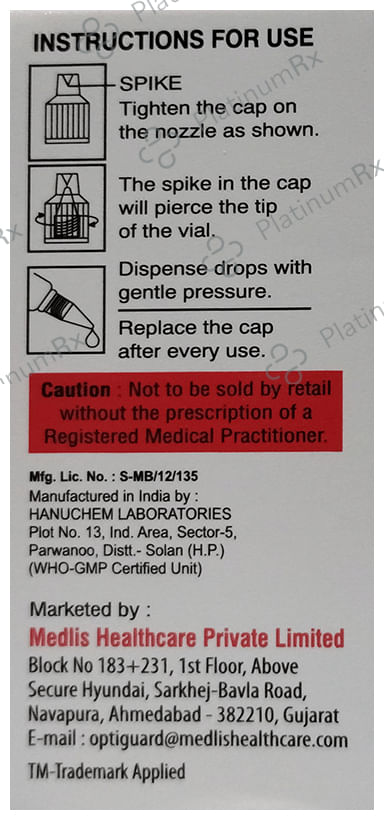 INSTRUCTIONS FOR USE
SPIKE
Tighten the cap on
the nozzle as shown.
The spike in the cap
will pierce the tip
of the vial.
Dispense drops with
gentle pressure.
Replace the cap
after every use.
Caution : Not to be sold by retail
without the prescription of a
Registered Medical Practitioner.
Mfg. Lic. No. : S-MB/12/135
Manufactured in India by :
HANUCHEM LABORATORIES
Plot No. 13, Ind. Area, Sector-5,
Parwanoo, Distt.- Solan (H.P.)
(WHO-GMP Certified Unit)
Marketed by :
Medlis Healthcare Private Limited
Block No 183+231, 1st Floor, Above
Secure Hyundai, Sarkhej-Bavla Road,
Navapura, Ahmedabad - 382210, Gujarat
E-mail : optiguard@medlishealthcare.com
TM-Trademark Applied
PlatinumRx
PlatinumRx
PlatinumRx
PlatinumRx